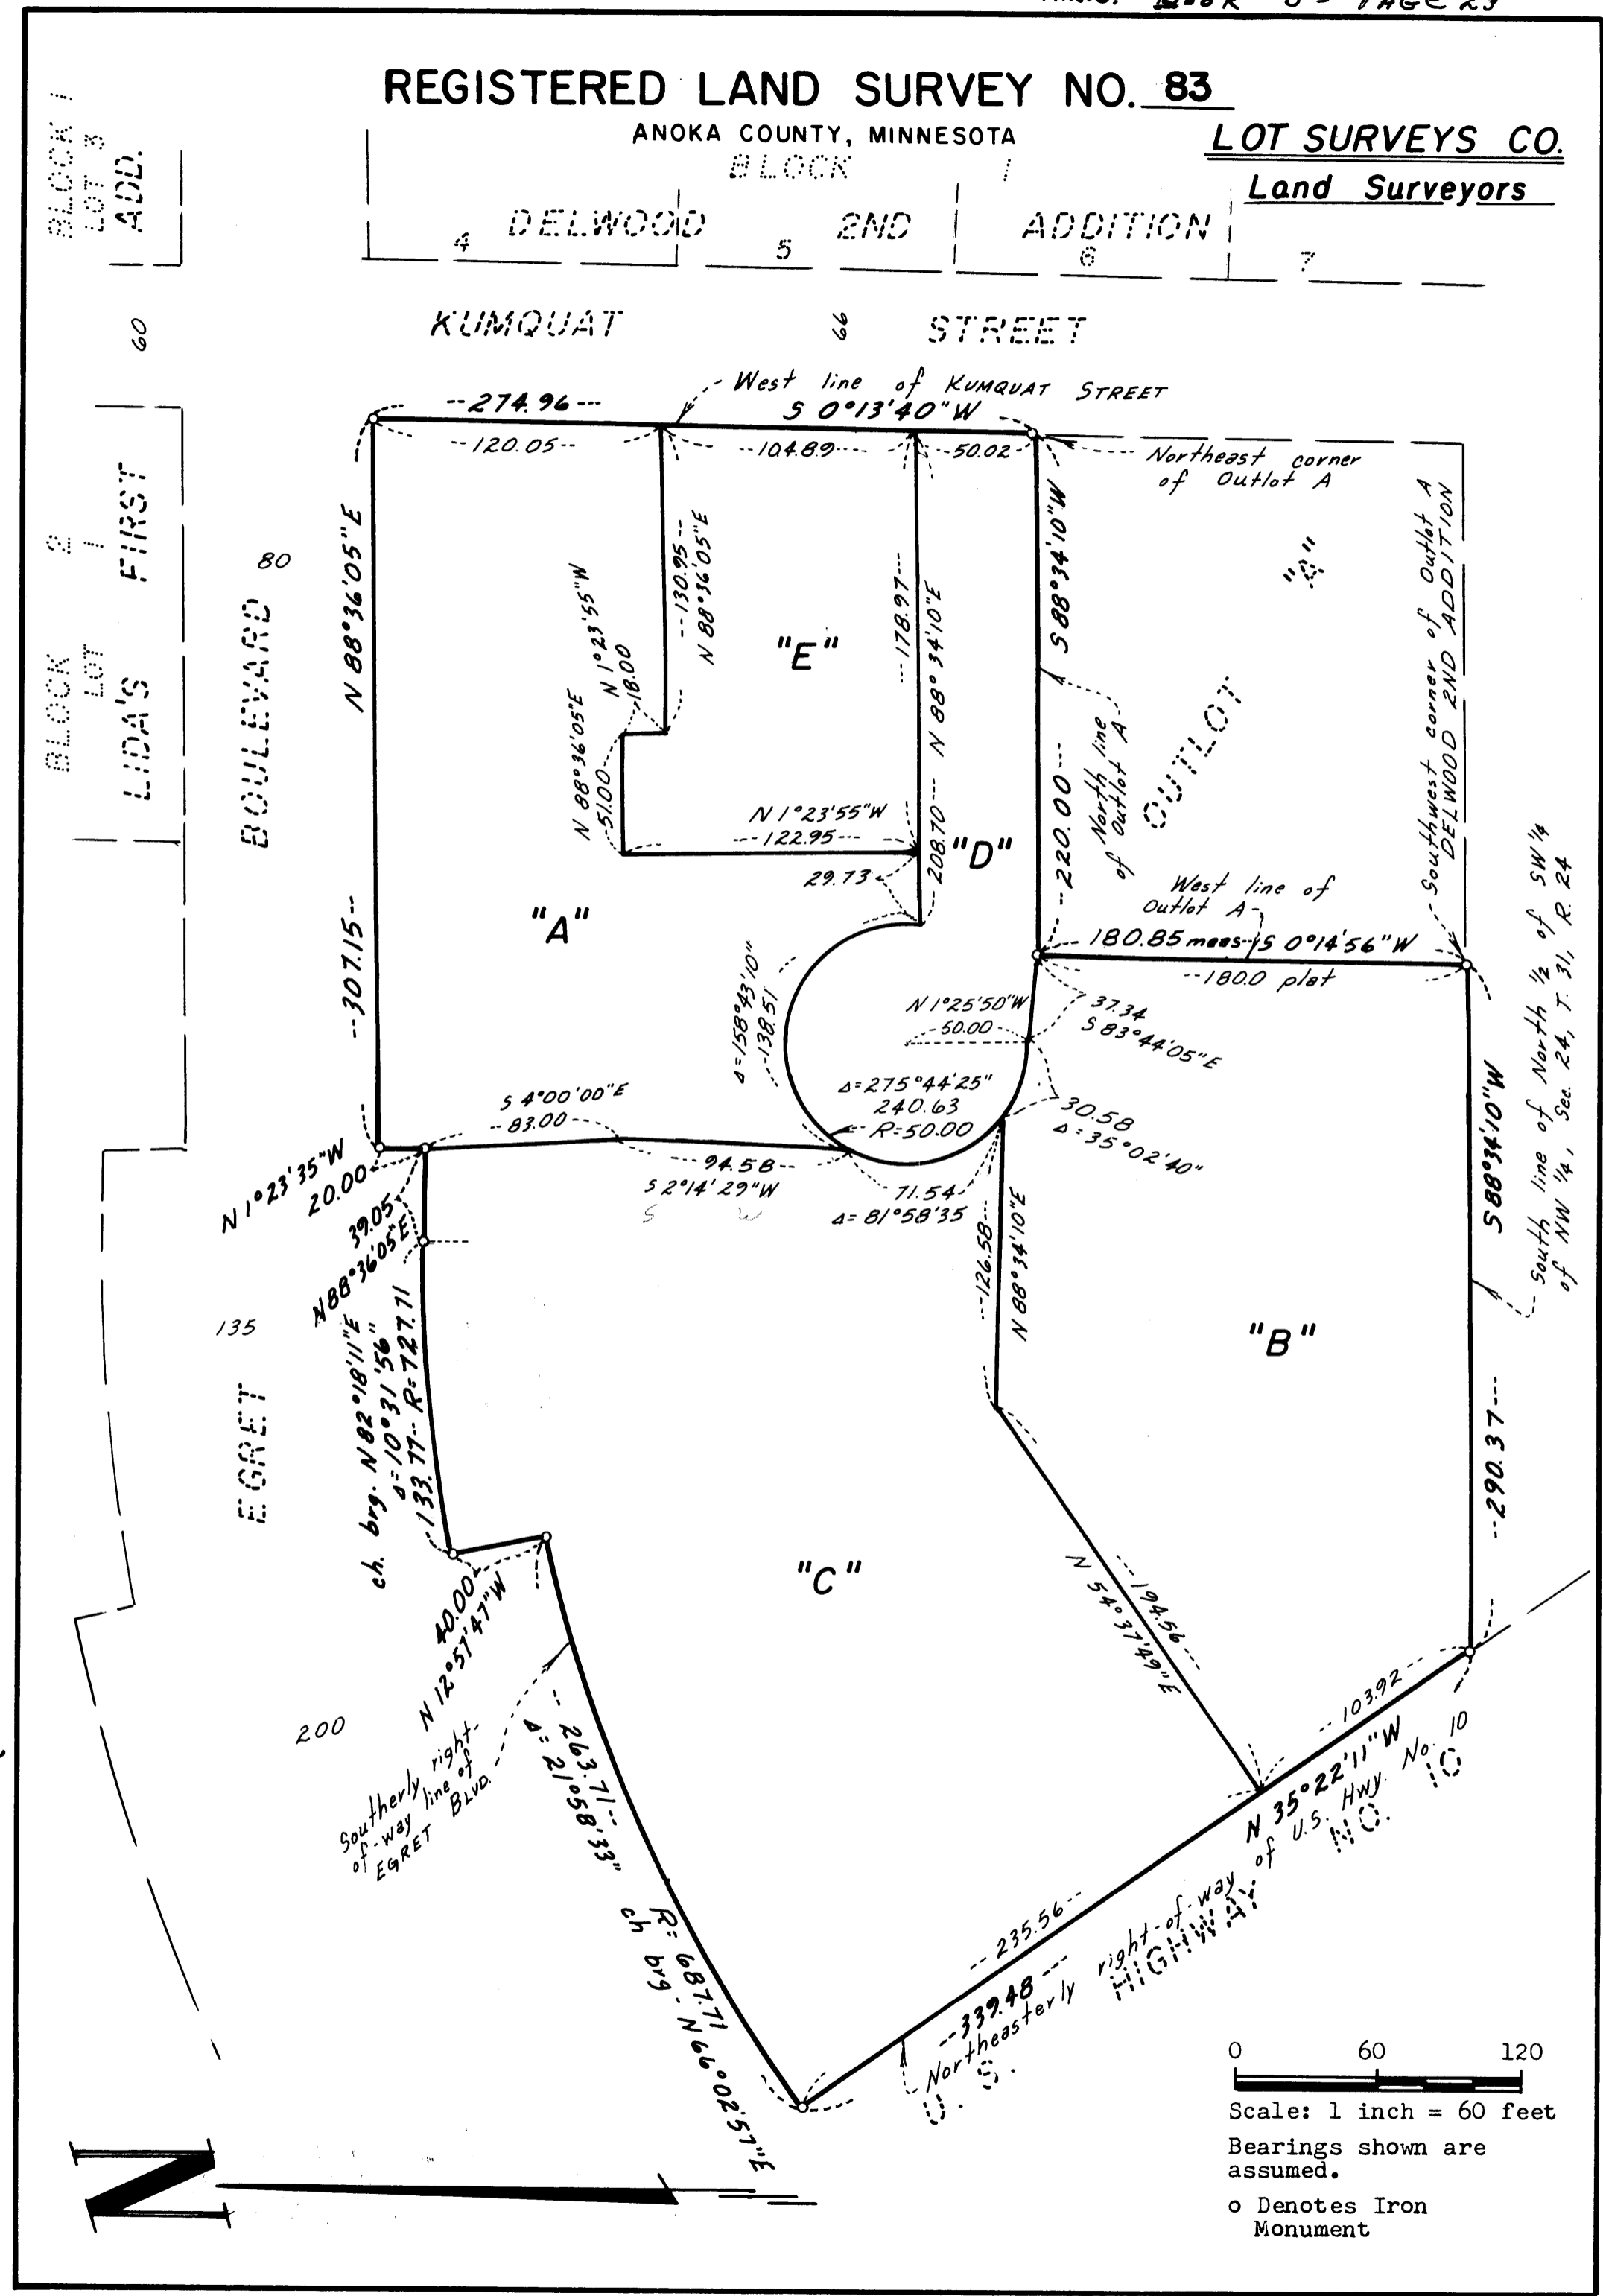 BOOK 3 - PAGE 23
REGISTERED LAND SURVEY NO. 83
ANOKA COUNTY, MINNESOTA
LOT SURVEYS CO.
Land Surveyors
BLOCK 1
LOT 3
ADD.
BLOCK 1
DELWOOD 2ND ADDITION
4
5
6
7
60
KUMQUAT 66 STREET
West line of KUMQUAT STREET
--274.96---
S 0°13'40"W
--120.05--
--104.89----
--50.02--
Northeast corner
of Outlot A
BLOCK 2
LOT 1
LIDA'S FIRST
80
BOULEVARD
N 88°36'05"E
--307.15--
N 1°23'55"W
18.00
--130.95--
N 88°36'05"E
"E"
--178.97---
N 88°34'10"E
208.70---
S 88°34'10"W
--220.00---
North line
of Outlot A
OUTLOT "A"
Southwest corner of Outlot A
DELWOOD 2ND ADDITION
N 88°36'05"E
--51.00--
N 1°23'55"W
--122.95---
"D"
29.73
"A"
West line of
Outlot A
180.85 meas S 0°14'56"W
--180.0 plat
South line of North 1/2 of SW 1/4
of NW 1/4, Sec. 24, T. 31, R. 24
Δ=158°43'10"
--138.51
N 1°25'50"W
--50.00---
37.34
S 83°44'05"E
Δ=275°44'25"
240.63
R=50.00
30.58
Δ=35°02'40"
S 4°00'00"E
--83.00---
N 1°23'35"W
20.00
--94.58--
S 2°14'29"W
S W
71.54
Δ=81°58'35
39.05
N88°36'05"E
---126.58---
N 88°34'10"E
S 88°34'10"W
--290.37---
"B"
135
EGRET
ch. brg. N 82°18'11"E
Δ=10°31'56"
-133.77-- R=727.71
40.00
N 12°57'47"W
"C"
--194.56--
N 54°37'49"E
200
Southerly right-
of-way line of
EGRET BLVD.
--263.71--
Δ=21°58'33"
R=687.71
ch brg - N 66°02'57"E
--103.92
N 35°22'11"W
--235.56--
--339.48--
Northeasterly right-of-way of U.S. Hwy. No. 10
U. S. HIGHWAY NO. 10
N
0 60 120
Scale: 1 inch = 60 feet
Bearings shown are
assumed.
o Denotes Iron
Monument